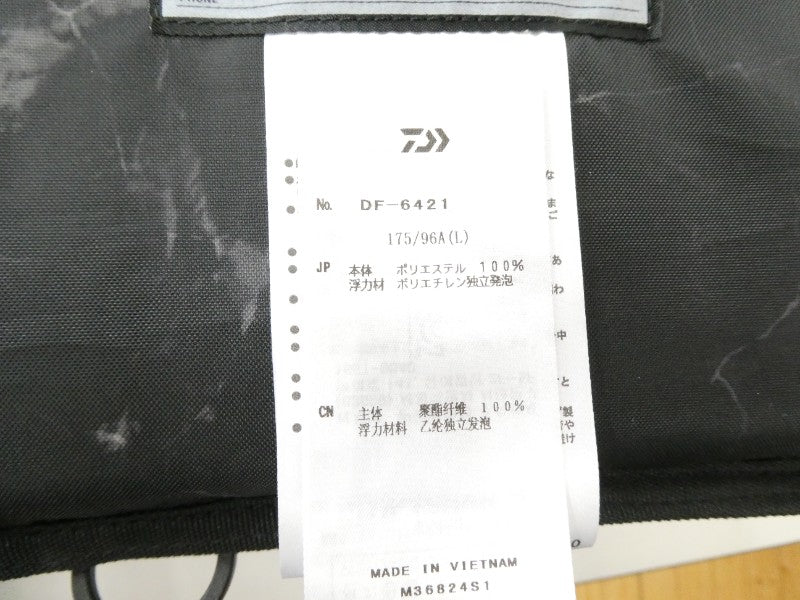 No. DF-6421
175/96A(L)
JP 本体 ポリエステル 100%
浮力材 ポリエチレン独立発泡
CN 主体 聚酯纤维 100%
浮力材料 乙纶独立发泡
MADE IN VIETNAM
M36824S1